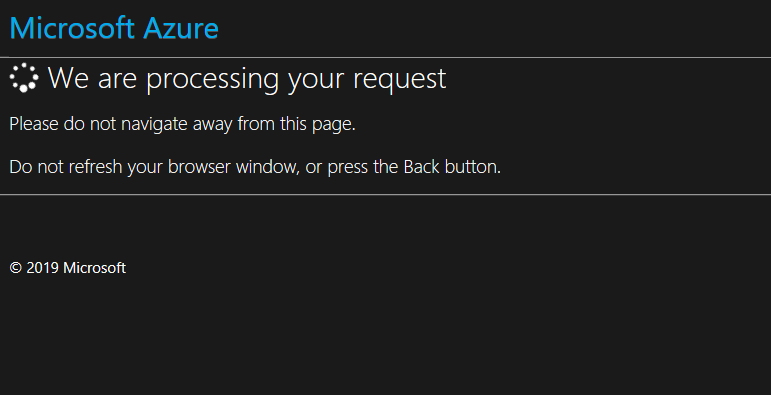 Microsoft Azure
We are processing your request
Please do not navigate away from this page.
Do not refresh your browser window, or press the Back button.
© 2019 Microsoft